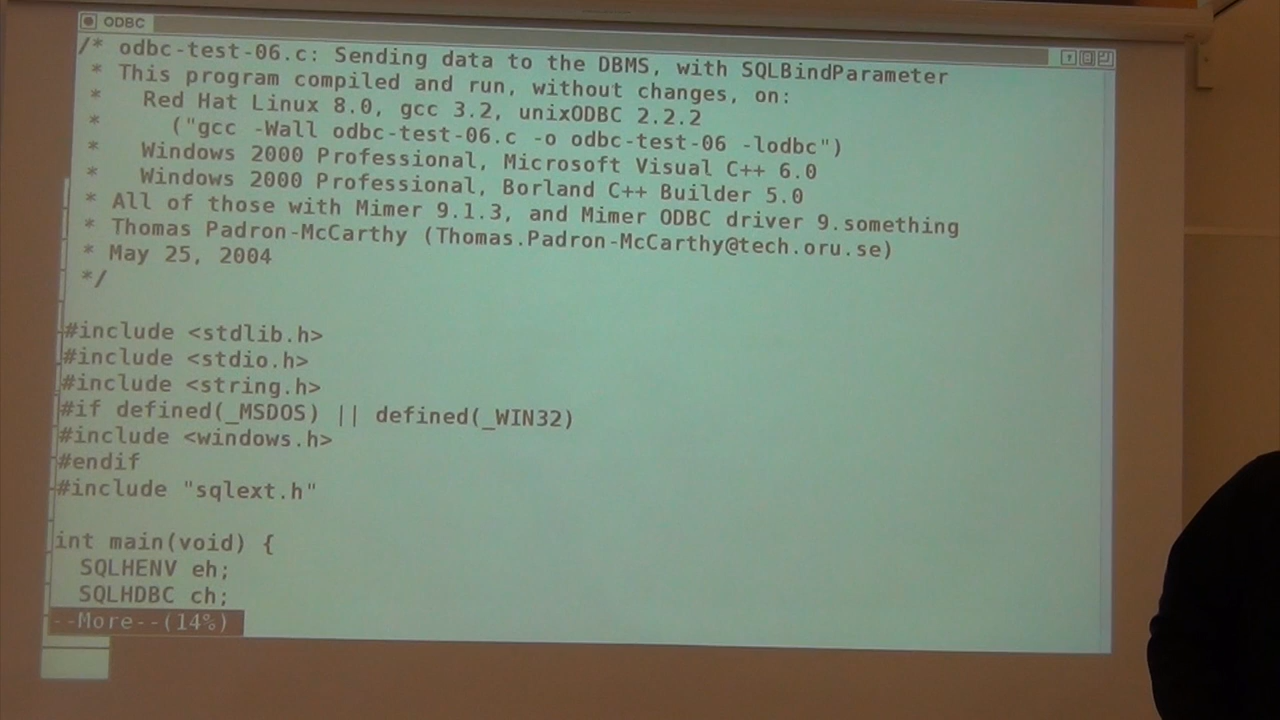 ODBC
/* odbc-test-06.c: Sending data to the DBMS, with SQLBindParameter
 * This program compiled and run, without changes, on:
 *   Red Hat Linux 8.0, gcc 3.2, unixODBC 2.2.2
 *     ("gcc -Wall odbc-test-06.c -o odbc-test-06 -lodbc")
 *   Windows 2000 Professional, Microsoft Visual C++ 6.0
 *   Windows 2000 Professional, Borland C++ Builder 5.0
 * All of those with Mimer 9.1.3, and Mimer ODBC driver 9.something
 * Thomas Padron-McCarthy (Thomas.Padron-McCarthy@tech.oru.se)
 * May 25, 2004
 */
#include <stdlib.h>
#include <stdio.h>
#include <string.h>
#if defined(_MSDOS) || defined(_WIN32)
#include <windows.h>
#endif
#include "sqlext.h"
int main(void) {
  SQLHENV eh;
  SQLHDBC ch;
--More--(14%)